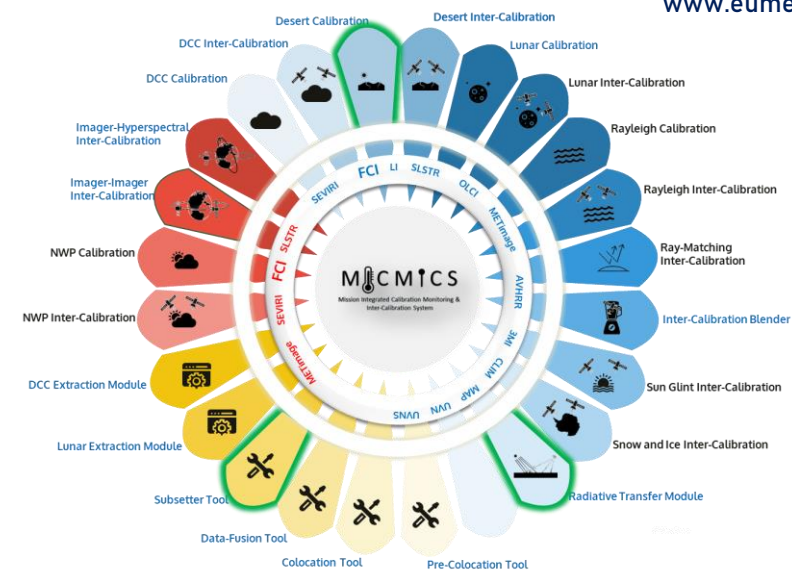 www.eume
Desert Calibration
Desert Inter-Calibration
DCC Inter-Calibration
Lunar Calibration
DCC Calibration
Lunar Inter-Calibration
Imager-Hyperspectral
Inter-Calibration
Rayleigh Calibration
Imager-Imager
Inter-Calibration
Rayleigh Inter-Calibration
NWP Calibration
Ray-Matching
Inter-Calibration
NWP Inter-Calibration
Inter-Calibration Blender
DCC Extraction Module
Sun Glint Inter-Calibration
Lunar Extraction Module
Snow and Ice Inter-Calibration
Subsetter Tool
Radiative Transfer Module
Data-Fusion Tool
Colocation Tool
Pre-Colocation Tool
SEVIRI
FCI
LI
SLSTR
OLCI
METimage
AVHRR
3MI
CLIM
MAP
UVN
UVNS
METimage
SEVIRI
FCI
SLSTR
MICMICS
Mission Integrated Calibration Monitoring &
Inter-Calibration System